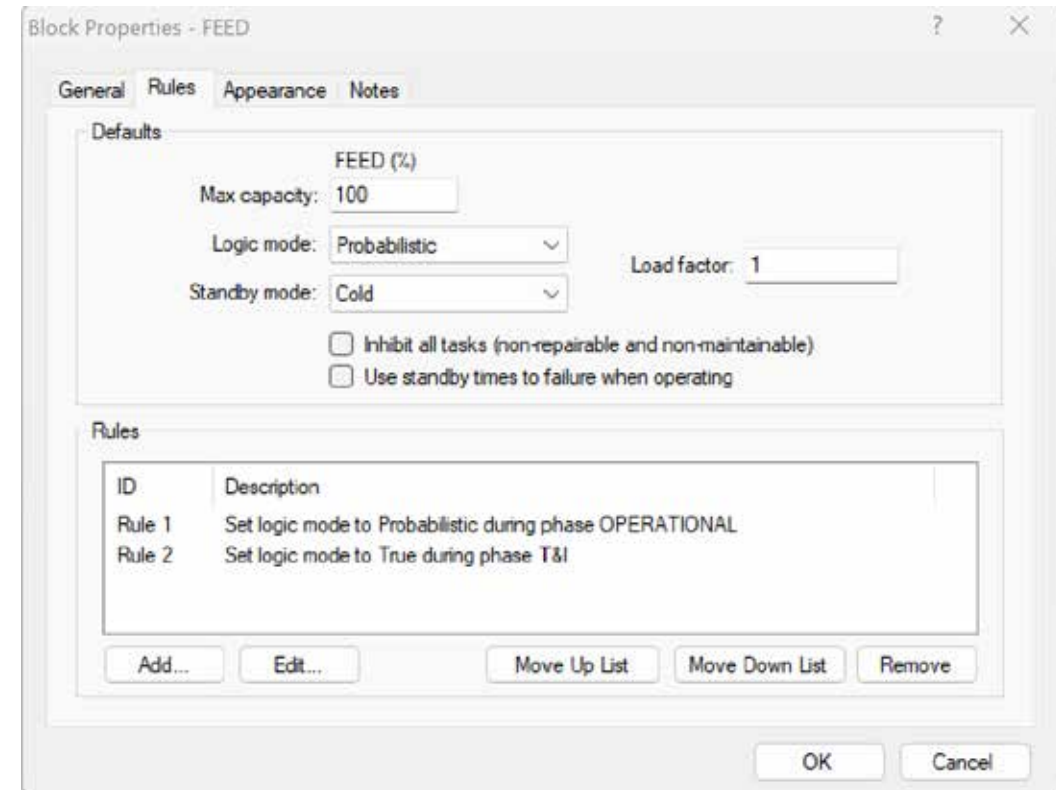 Block Properties - FEED
?
General Rules Appearance Notes
Defaults
FEED (%)
Max capacity: 100
Logic mode: Probabilistic
Load factor: 1
Standby mode: Cold
Inhibit all tasks (non-repairable and non-maintainable)
Use standby times to failure when operating
Rules
ID Description
Rule 1 Set logic mode to Probabilistic during phase OPERATIONAL
Rule 2 Set logic mode to True during phase T&I
Add... Edit... Move Up List Move Down List Remove
OK Cancel